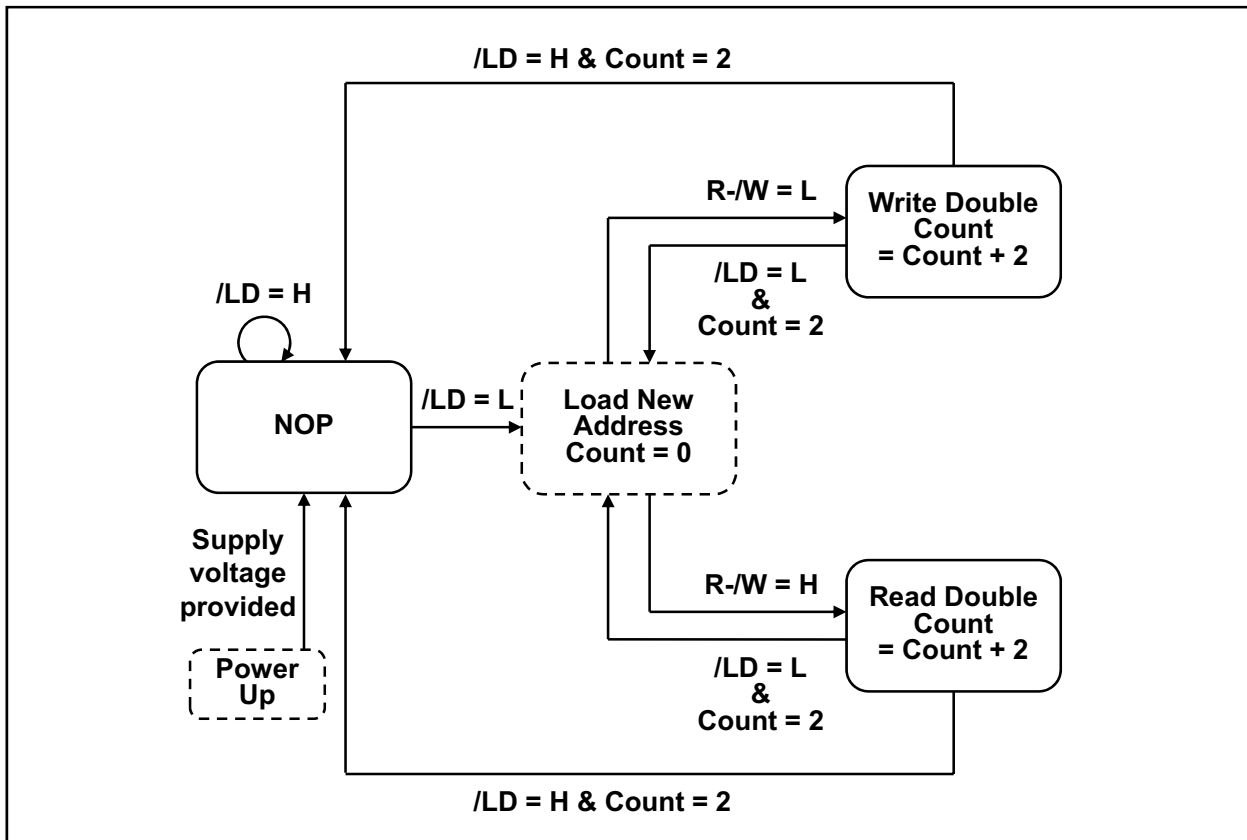 /LD = H & Count = 2
R-/W = L
Write Double
Count
= Count + 2
/LD = L
&
Count = 2
/LD = H
NOP
/LD = L
Load New
Address
Count = 0
Supply
voltage
provided
Power
Up
R-/W = H
Read Double
Count
= Count + 2
/LD = L
&
Count = 2
/LD = H & Count = 2